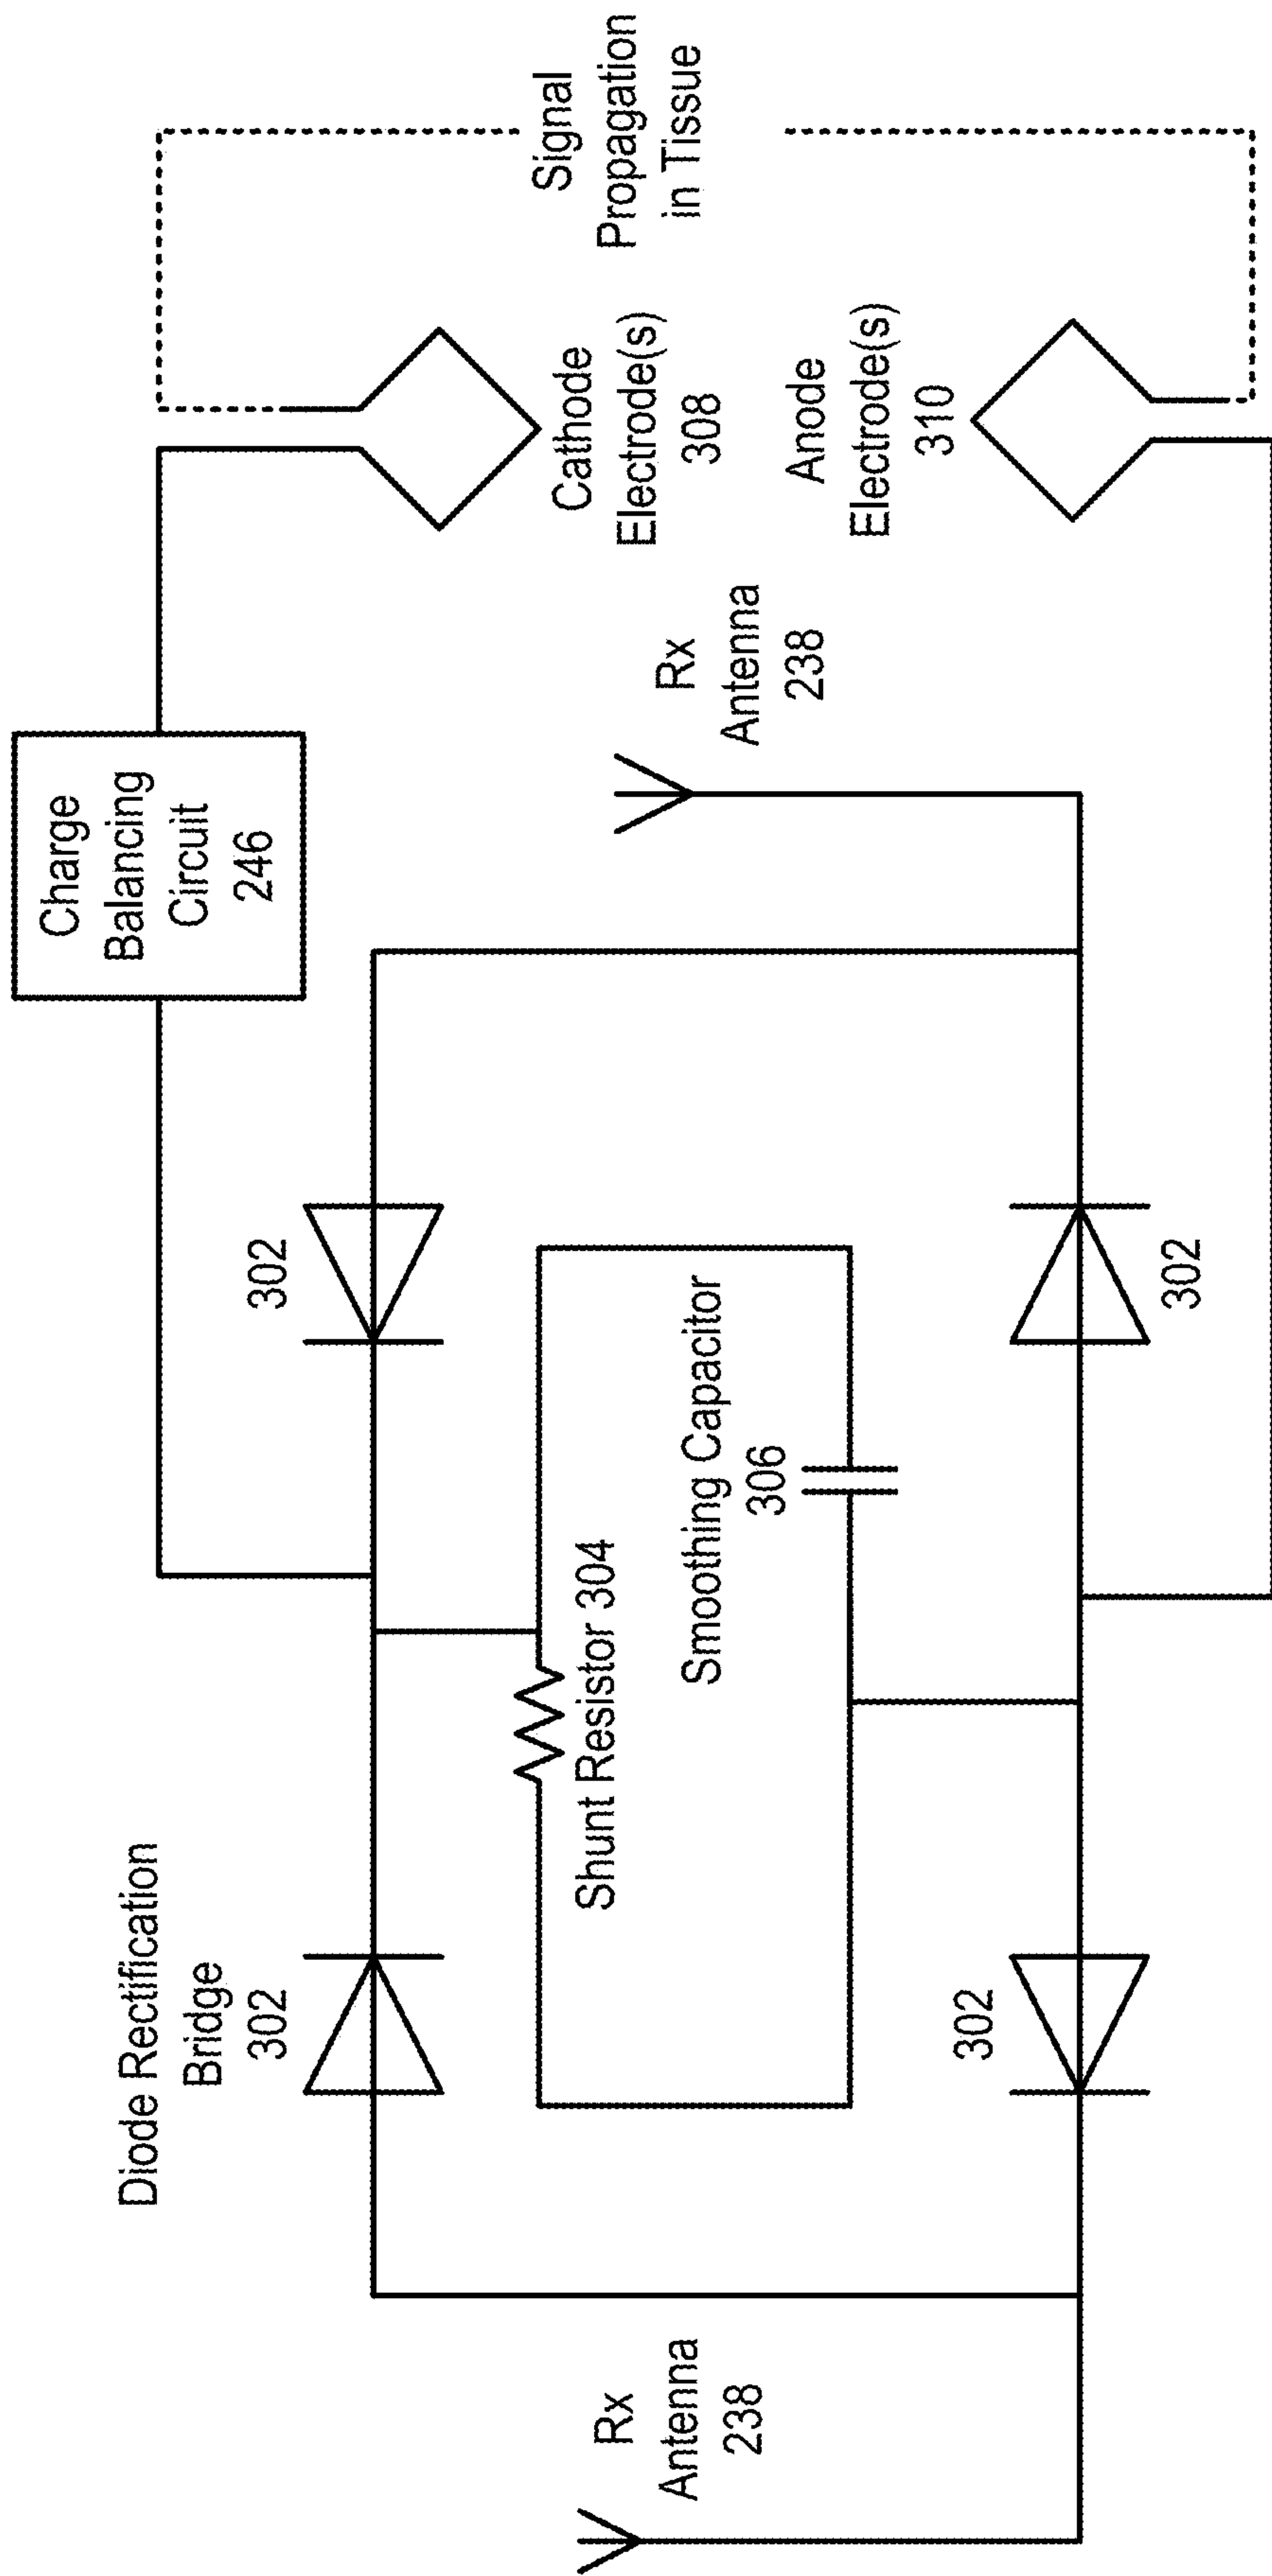 Diode Rectification
Bridge
302
302
Charge
Balancing
Circuit
246
Signal
Propagation
in Tissue
Cathode
Electrode(s)
308
Rx
Antenna
238
Shunt Resistor 304
Smoothing Capacitor
306
Rx
Antenna
238
Anode
Electrode(s)
310
302
302